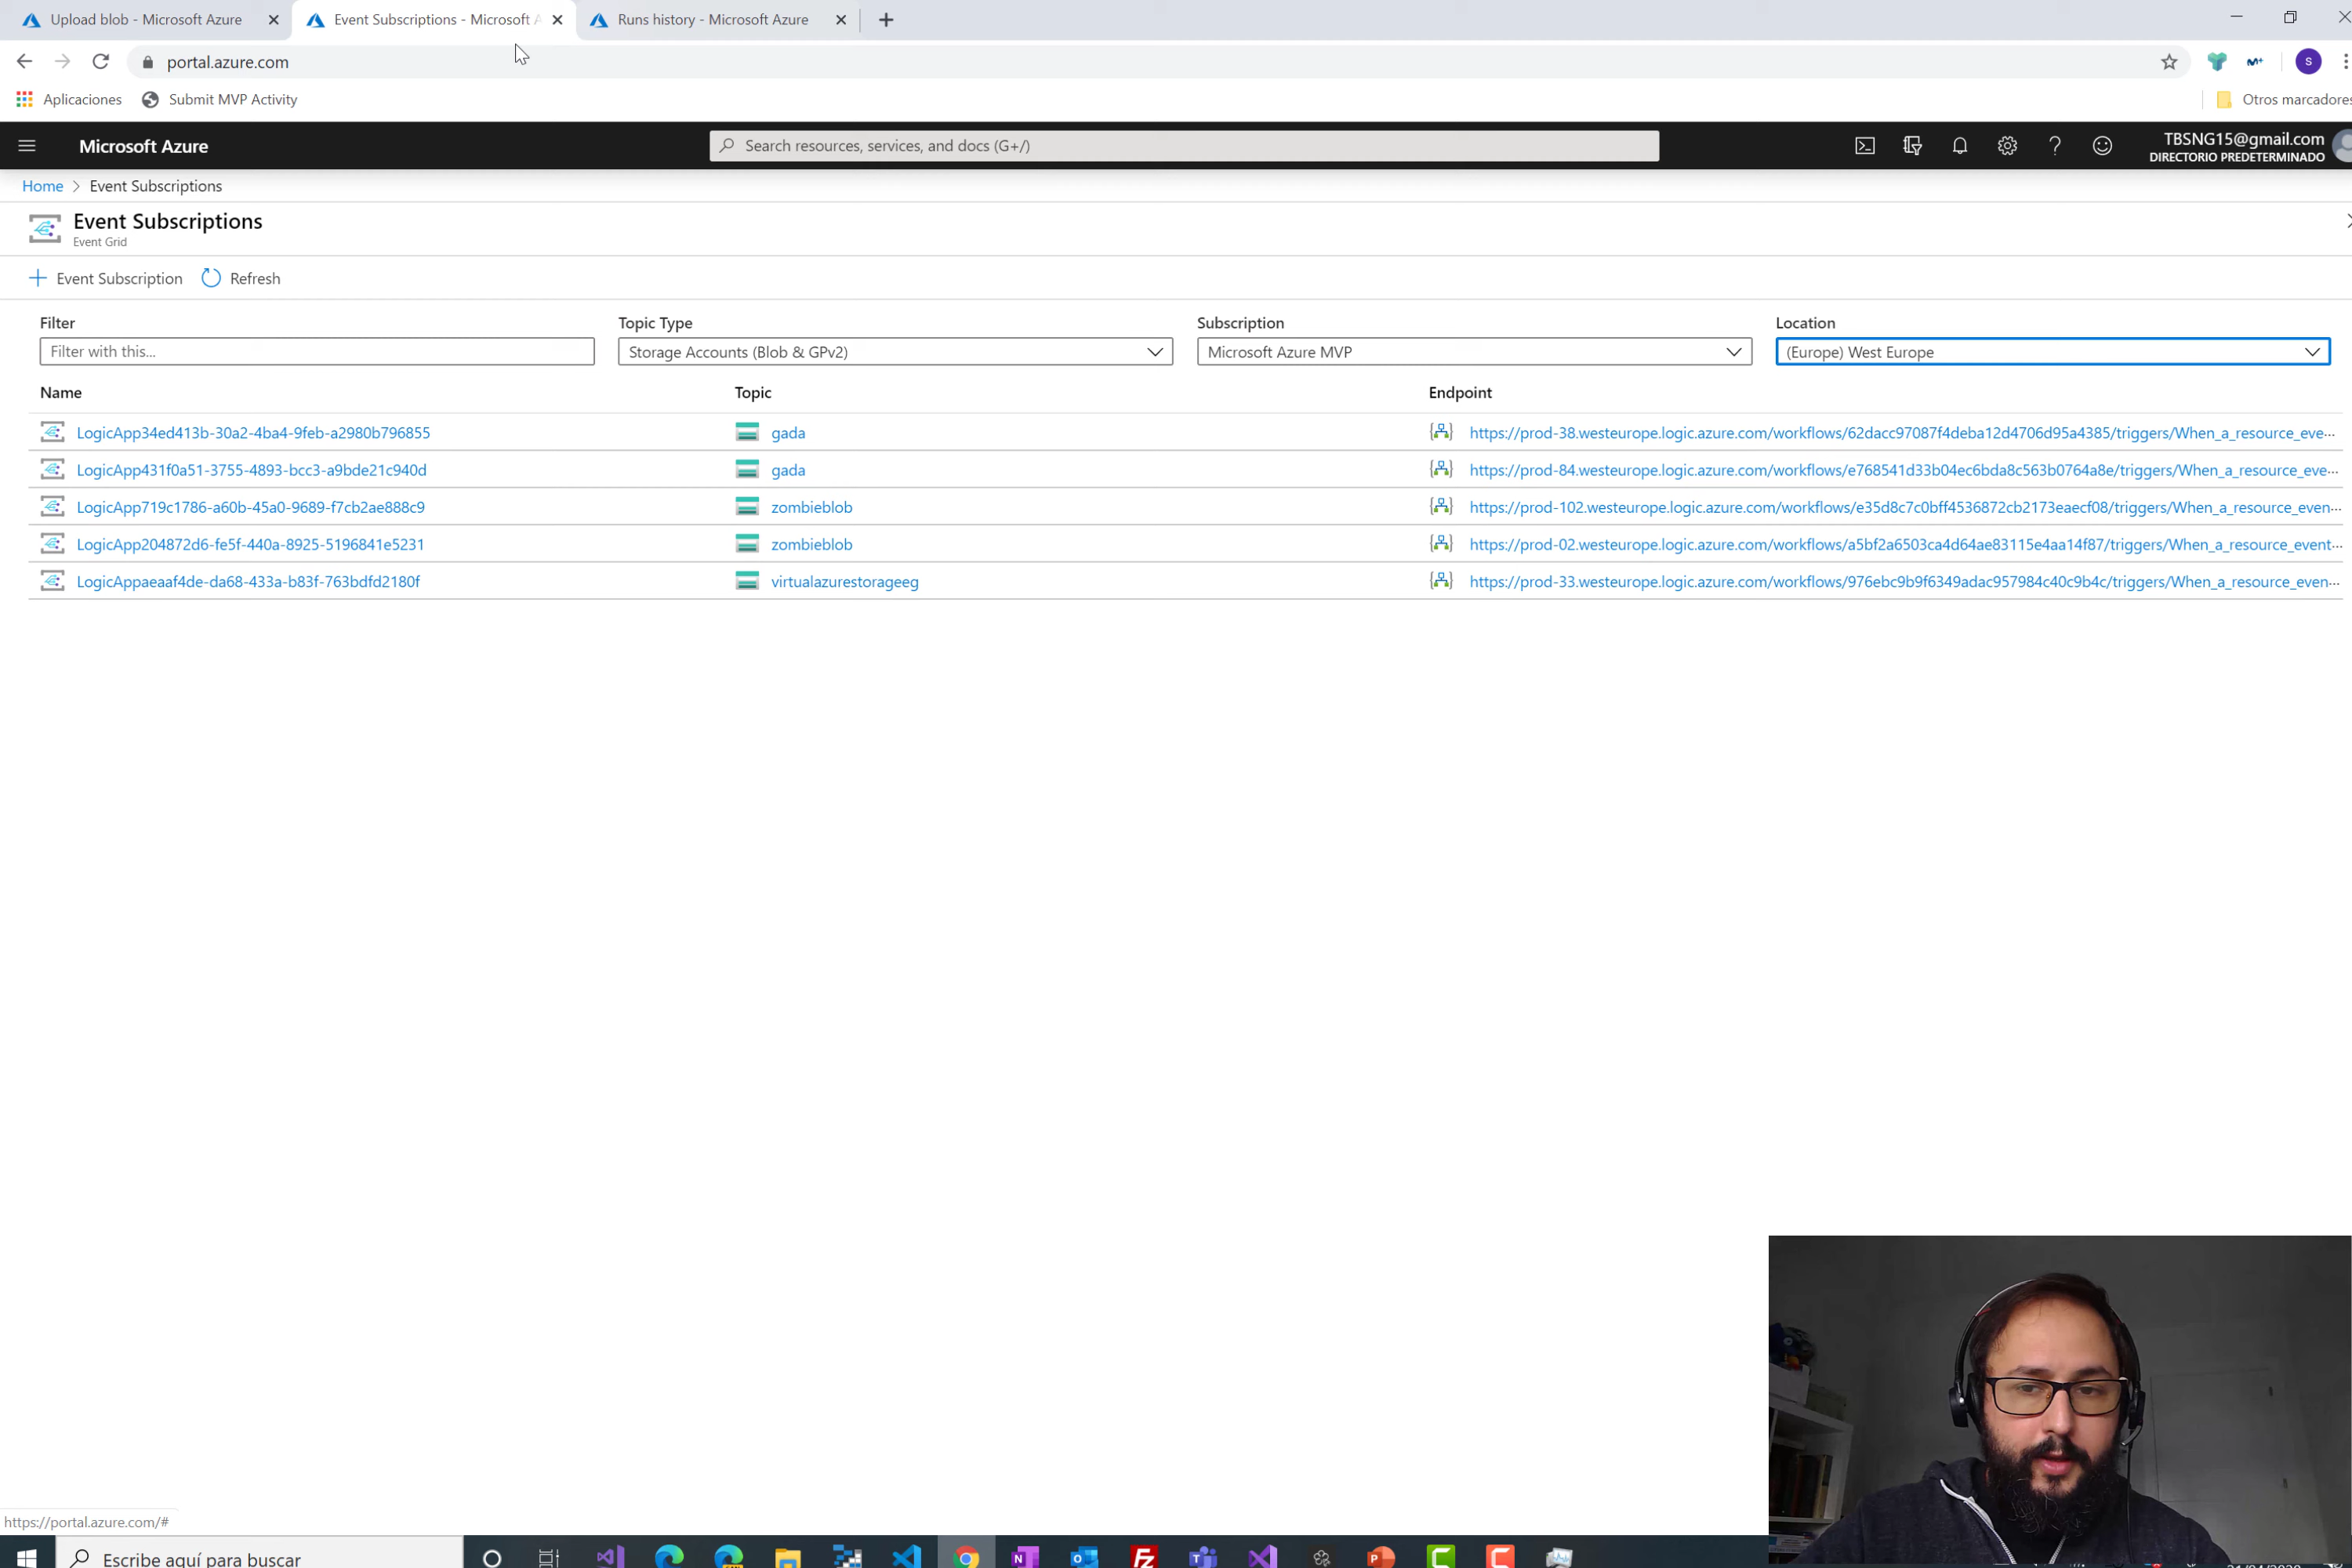 Upload blob - Microsoft Azure
Event Subscriptions - Microsoft A
Runs history - Microsoft Azure
portal.azure.com
S
Aplicaciones
Submit MVP Activity
Otros marcadores
Microsoft Azure
Search resources, services, and docs (G+/)
TBSNG15@gmail.com
DIRECTORIO PREDETERMINADO
Home > Event Subscriptions
Event Subscriptions
Event Grid
Event Subscription
Refresh
Filter
Topic Type
Subscription
Location
Filter with this...
Storage Accounts (Blob & GPv2)
Microsoft Azure MVP
(Europe) West Europe
Name
Topic
Endpoint
LogicApp34ed413b-30a2-4ba4-9feb-a2980b796855
gada
https://prod-38.westeurope.logic.azure.com/workflows/62dacc97087f4deba12d4706d95a4385/triggers/When_a_resource_eve...
LogicApp431f0a51-3755-4893-bcc3-a9bde21c940d
gada
https://prod-84.westeurope.logic.azure.com/workflows/e768541d33b04ec6bda8c563b0764a8e/triggers/When_a_resource_eve...
LogicApp719c1786-a60b-45a0-9689-f7cb2ae888c9
zombieblob
https://prod-102.westeurope.logic.azure.com/workflows/e35d8c7c0bff4536872cb2173eaecf08/triggers/When_a_resource_even...
LogicApp204872d6-fe5f-440a-8925-5196841e5231
zombieblob
https://prod-02.westeurope.logic.azure.com/workflows/a5bf2a6503ca4d64ae83115e4aa14f87/triggers/When_a_resource_event...
LogicAppaeaaf4de-da68-433a-b83f-763bdfd2180f
virtualazurestorageeg
https://prod-33.westeurope.logic.azure.com/workflows/976ebc9b9f6349adac957984c40c9b4c/triggers/When_a_resource_even...
https://portal.azure.com/#
Escribe aquí para buscar